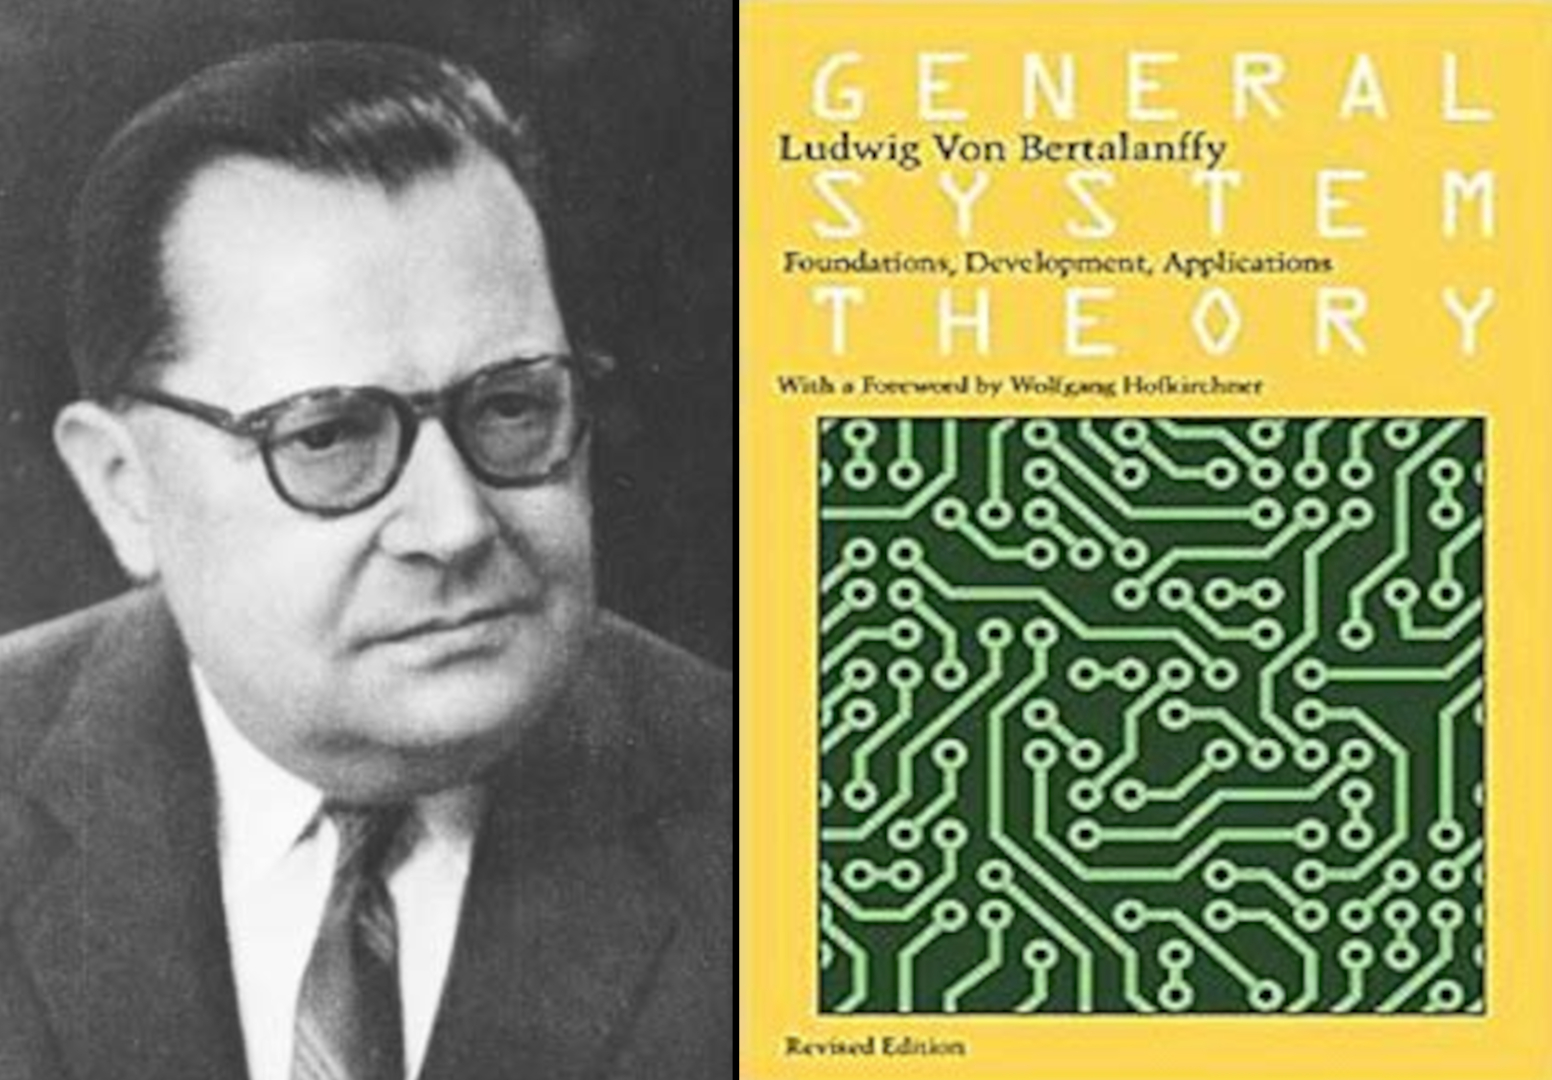 GENERAL
Ludwig Von Bertalanffy
SYSTEM
Foundations, Development, Applications
THEORY
With a Foreword by Wolfgang Hofkirchner
Revised Edition